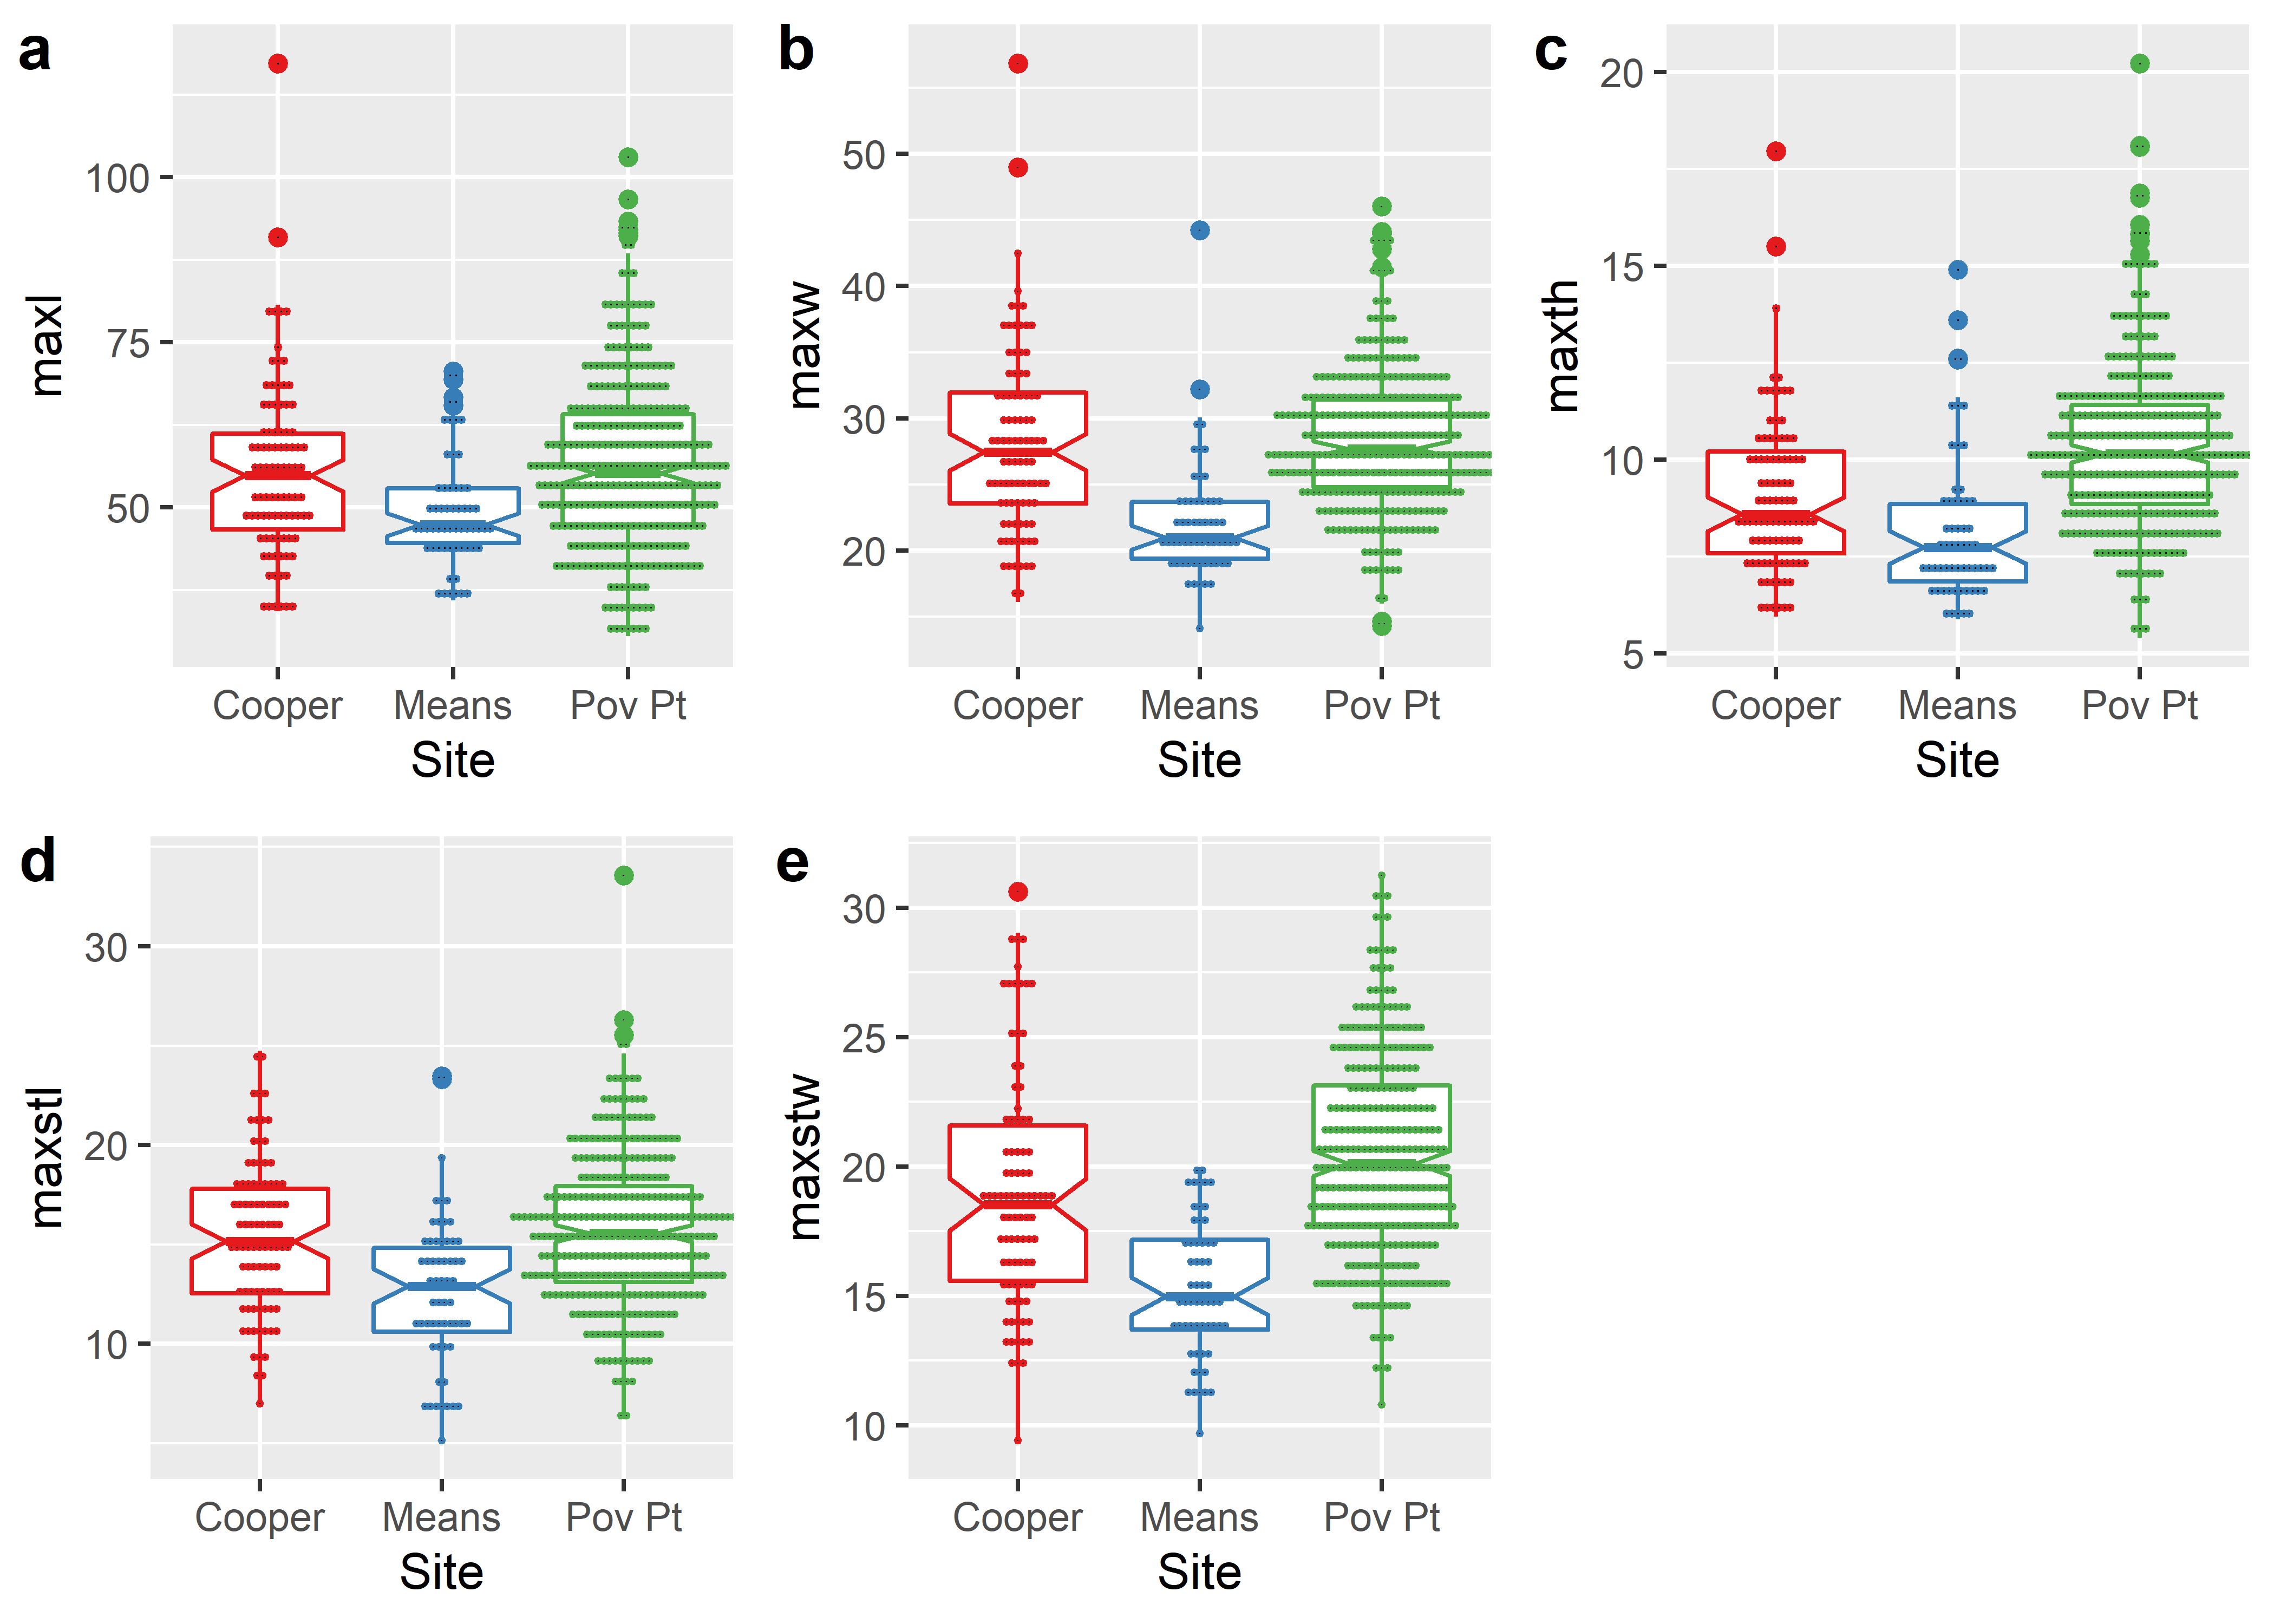 a
maxl
100
75
50
Cooper Means Pov Pt
Site
b
maxw
50
40
30
20
Cooper Means Pov Pt
Site
c
maxth
20
15
10
5
Cooper Means Pov Pt
Site
d
maxstl
30
20
10
Cooper Means Pov Pt
Site
e
maxstw
30
25
20
15
10
Cooper Means Pov Pt
Site